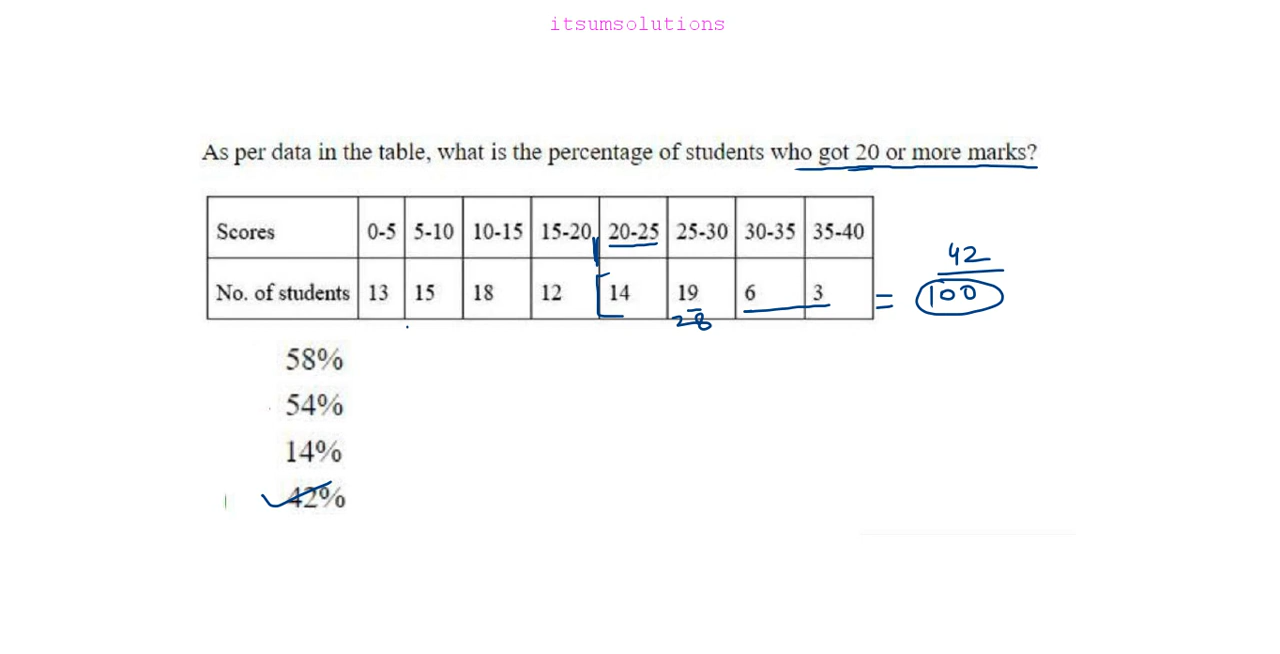 itsumsolutions
As per data in the table, what is the percentage of students who got 20 or more marks?
Scores 0-5 5-10 10-15 15-20 20-25 25-30 30-35 35-40
No. of students 13 15 18 12 14 19 6 3 = 42/100
28
58%
54%
14%
42%